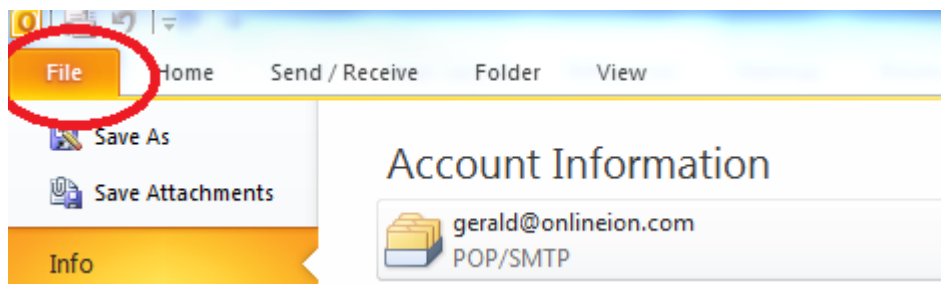 File Home Send / Receive Folder View
Save As
Save Attachments
Info
Account Information
gerald@onlineion.com
POP/SMTP